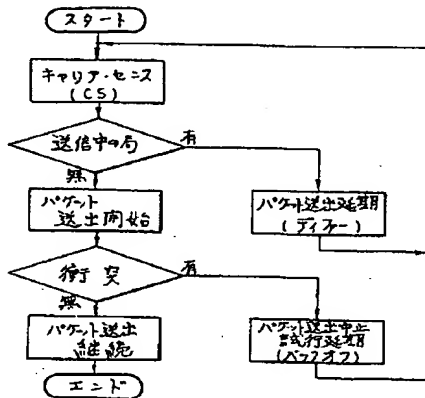 スタート
キャリア・センス
(CS)
送信中の局
有
無
パケット
送出開始
パケット送出延期
(ディファー)
衝突
有
無
パケット送出
継続
パケット送出中止
試行延期
(バックオフ)
エンド